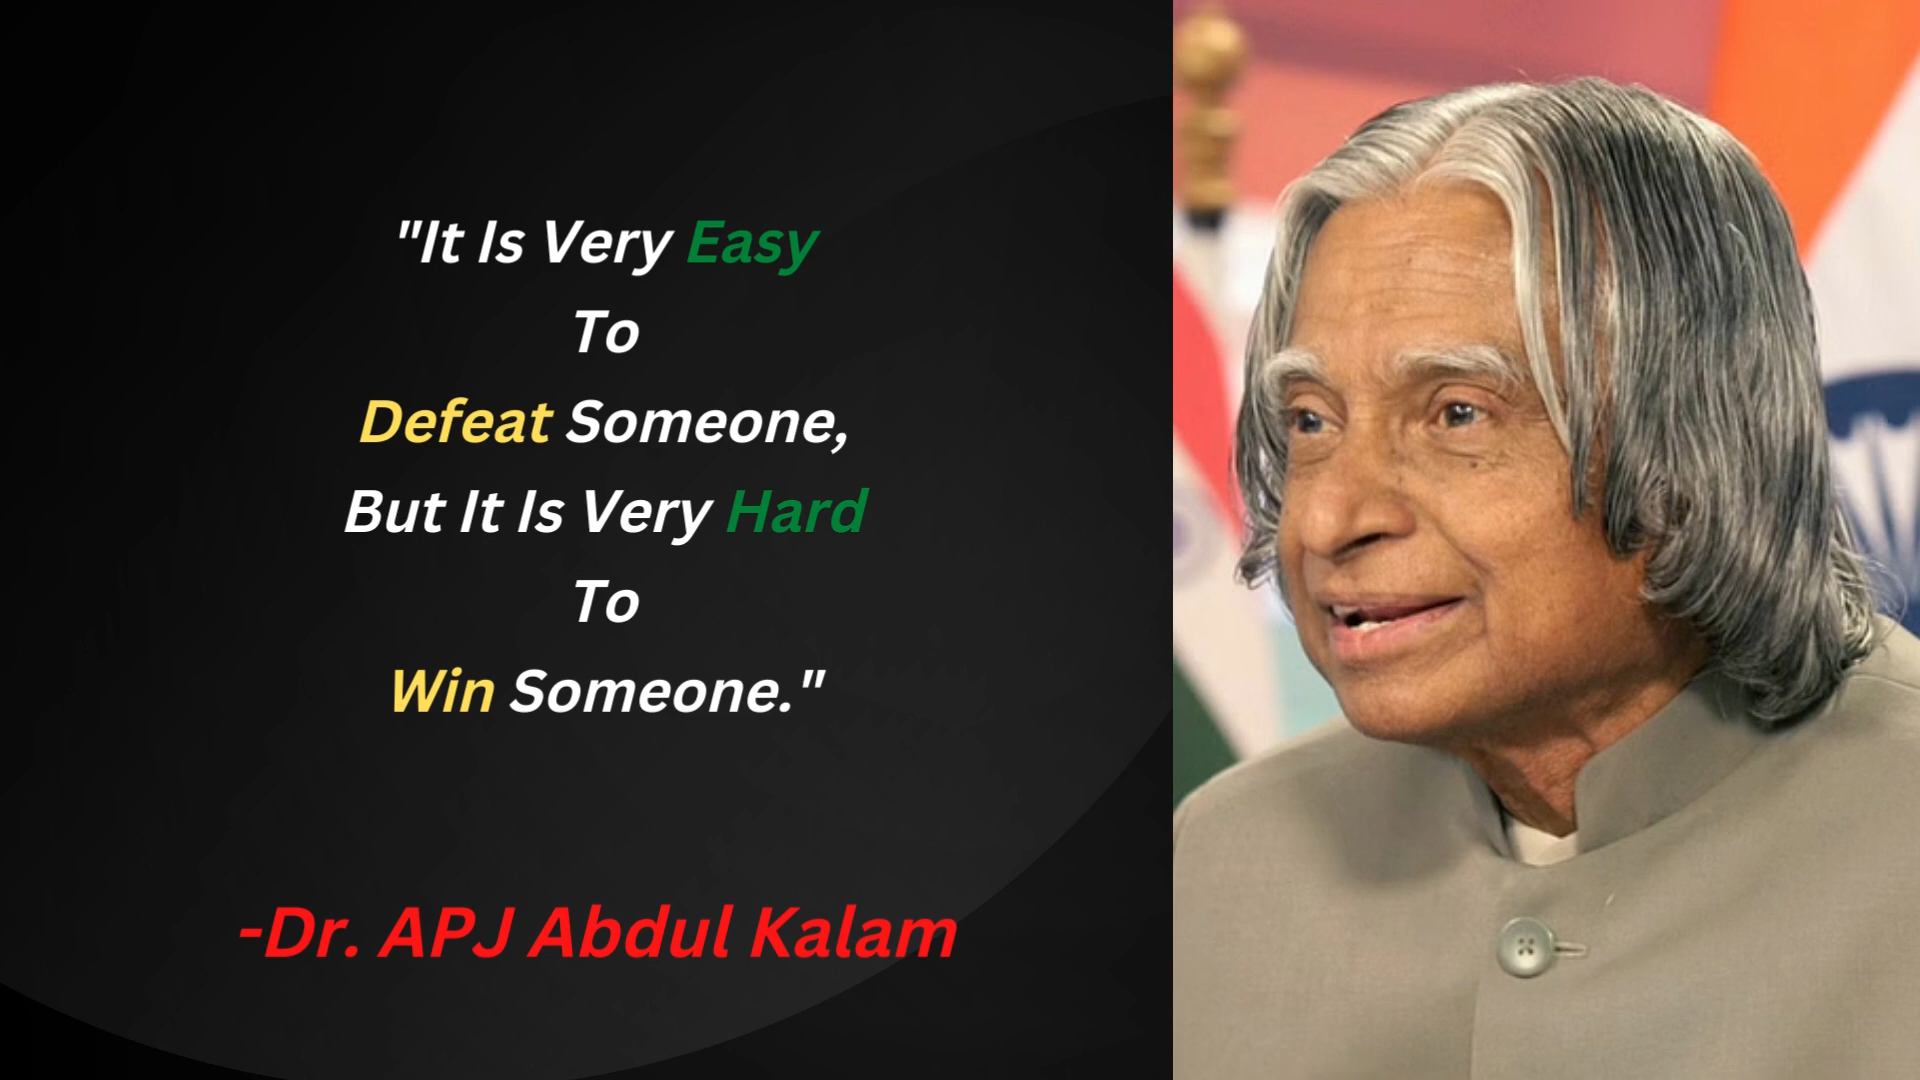 "It Is Very Easy
To
Defeat Someone,
But It Is Very Hard
To
Win Someone."
-Dr. APJ Abdul Kalam